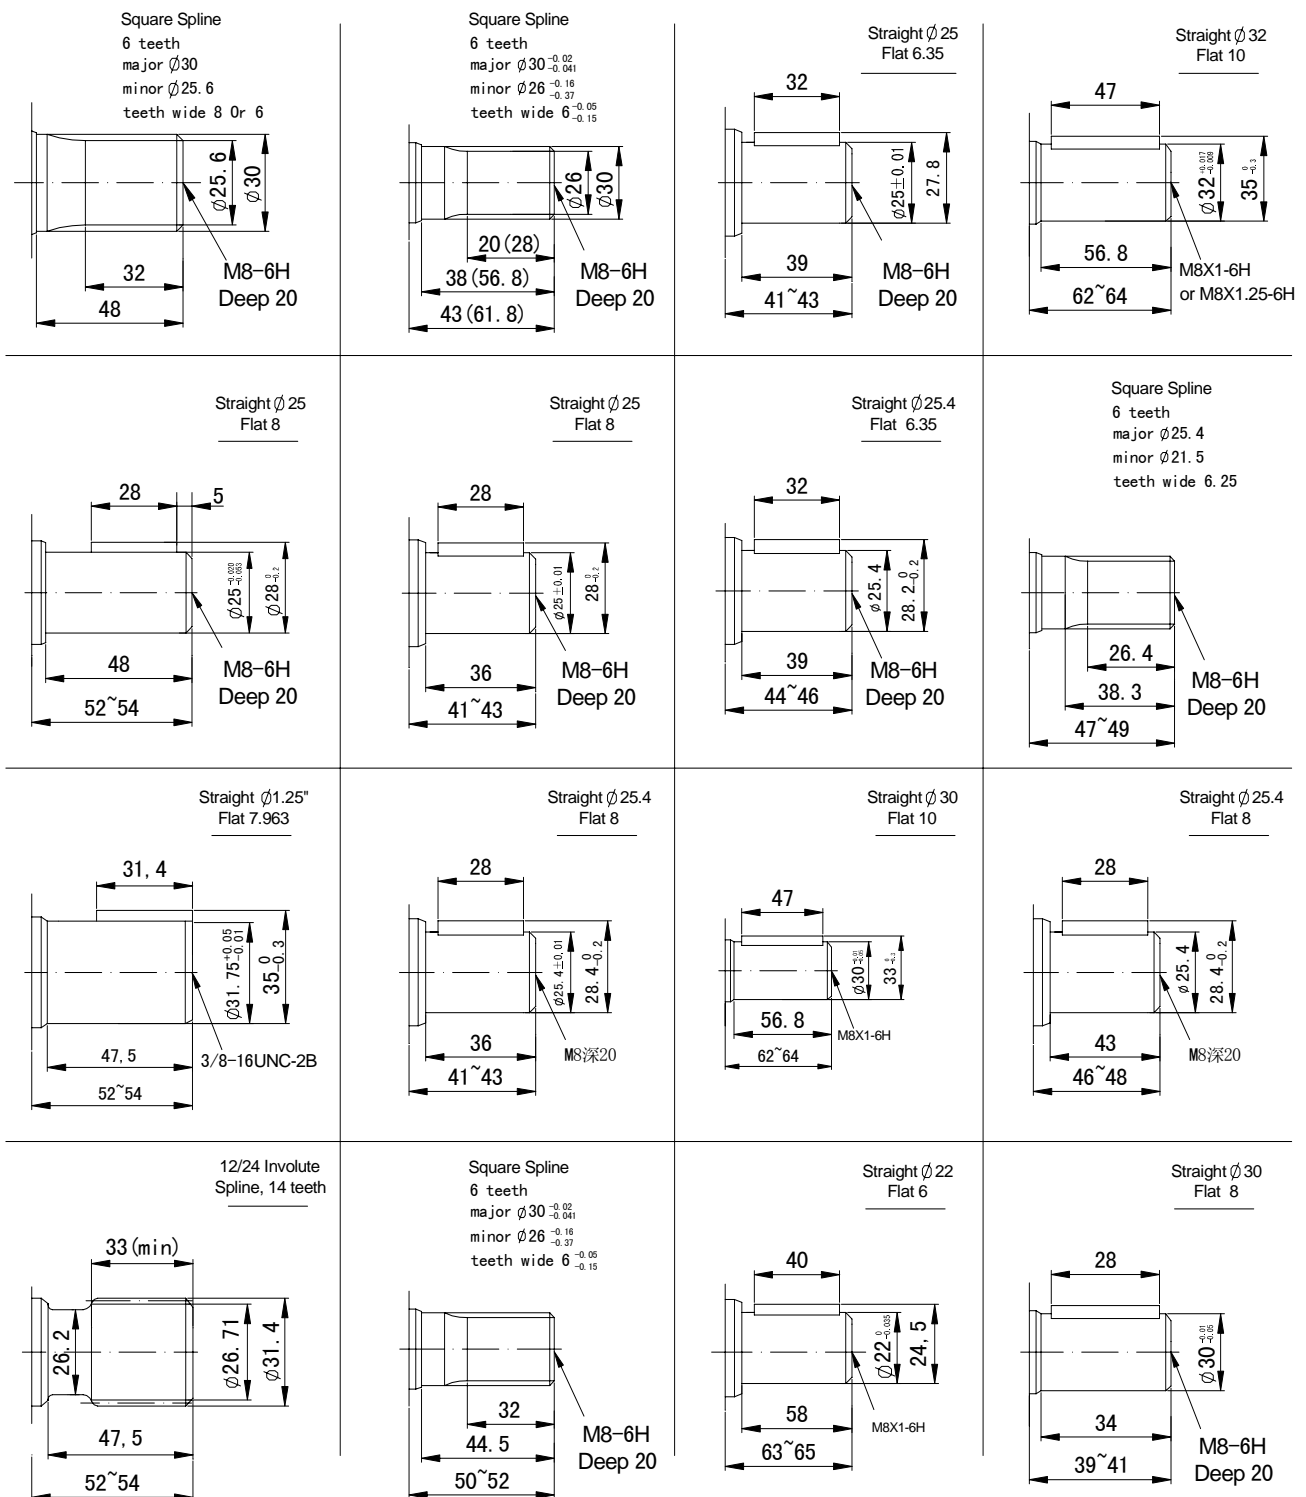 Square Spline
6 teeth
major Ø30
minor Ø25.6
teeth wide 8 Or 6
Ø25.6
Ø30
32
48
M8-6H
Deep 20
Square Spline
6 teeth
major Ø30 -0.02 -0.041
minor Ø26 -0.16 -0.37
teeth wide 6 -0.05 -0.15
Ø26
Ø30
20(28)
38(56.8)
43(61.8)
M8-6H
Deep 20
Straight Ø25
Flat 6.35
32
Ø25±0.01
27.8
39
41~43
M8-6H
Deep 20
Straight Ø32
Flat 10
47
Ø32 +0.017 -0.009
35 0 -0.3
56.8
62~64
M8X1-6H
or M8X1.25-6H
Straight Ø25
Flat 8
28
5
Ø25 -0.020 -0.053
Ø28 0 -0.2
48
52~54
M8-6H
Deep 20
Straight Ø25
Flat 8
28
Ø25±0.01
28 0 -0.2
36
41~43
M8-6H
Deep 20
Straight Ø25.4
Flat 6.35
32
Ø25.4
28.2 0 -0.2
39
44~46
M8-6H
Deep 20
Square Spline
6 teeth
major Ø25.4
minor Ø21.5
teeth wide 6.25
26.4
38.3
47~49
M8-6H
Deep 20
Straight Ø1.25"
Flat 7.963
31,4
Ø31.75 +0.05 -0.01
35 0 -0.3
47,5
52~54
3/8-16UNC-2B
Straight Ø25.4
Flat 8
28
Ø25.4±0.01
28.4 0 -0.2
36
41~43
M8深20
Straight Ø30
Flat 10
47
Ø30 -0.01 -0.05
33 0 -0.3
56.8
62~64
M8X1-6H
Straight Ø25.4
Flat 8
28
Ø25.4
28.4 0 -0.2
43
46~48
M8深20
12/24 Involute
Spline, 14 teeth
33(min)
26.2
Ø26.71
Ø31.4
47,5
52~54
Square Spline
6 teeth
major Ø30 -0.02 -0.041
minor Ø26 -0.16 -0.37
teeth wide 6 -0.05 -0.15
32
44.5
50~52
M8-6H
Deep 20
Straight Ø22
Flat 6
40
Ø22 0 -0.035
24,5
58
63~65
M8X1-6H
Straight Ø30
Flat 8
28
Ø30 -0.01 -0.05
34
39~41
M8-6H
Deep 20